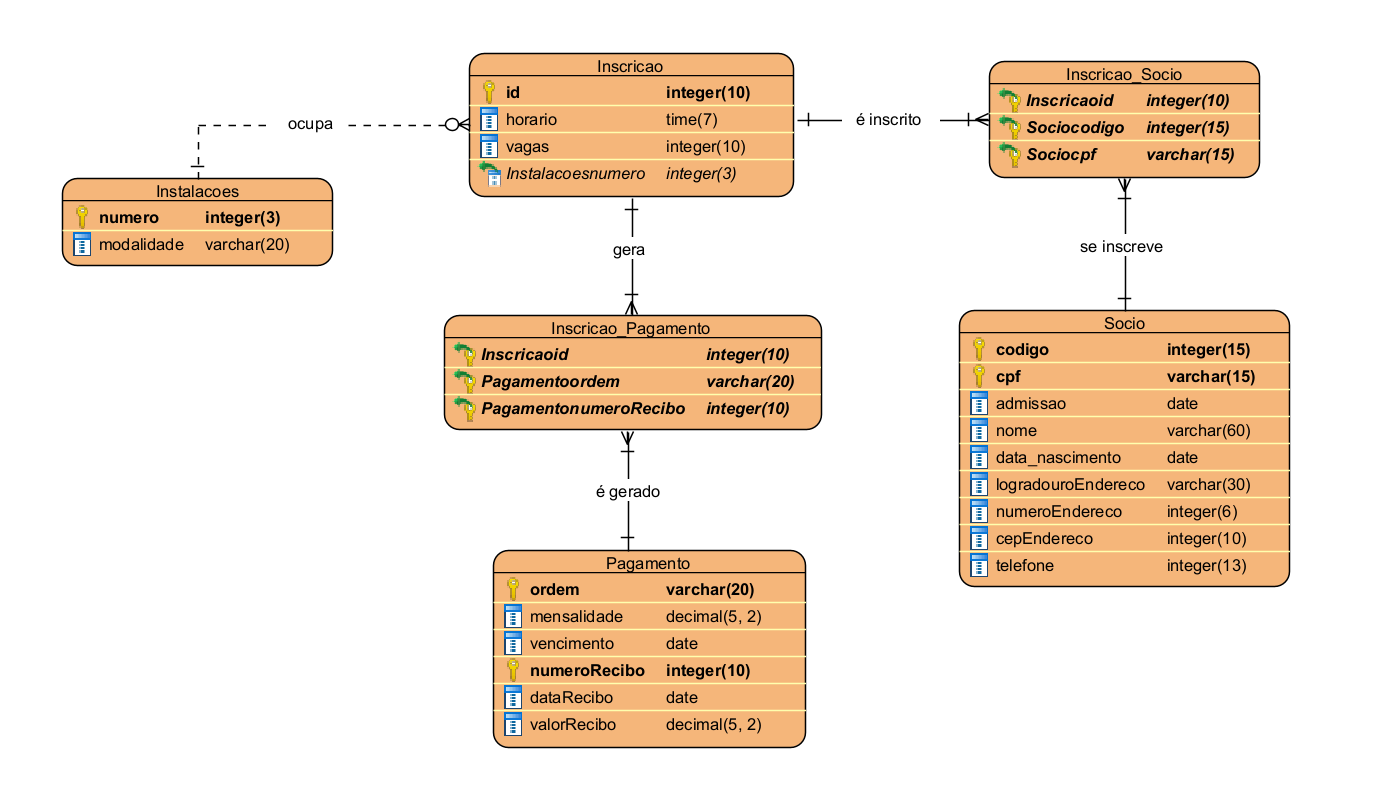 Inscricao
id integer(10)
horario time(7)
vagas integer(10)
Instalacoesnumero integer(3)
ocupa
Instalacoes
numero integer(3)
modalidade varchar(20)
é inscrito
Inscricao_Socio
Inscricaoid integer(10)
Sociocodigo integer(15)
Sociocpf varchar(15)
gera
se inscreve
Inscricao_Pagamento
Inscricaoid integer(10)
Pagamentoordem varchar(20)
PagamentonumeroRecibo integer(10)
Socio
codigo integer(15)
cpf varchar(15)
admissao date
nome varchar(60)
data_nascimento date
logradouroEndereco varchar(30)
numeroEndereco integer(6)
cepEndereco integer(10)
telefone integer(13)
é gerado
Pagamento
ordem varchar(20)
mensalidade decimal(5, 2)
vencimento date
numeroRecibo integer(10)
dataRecibo date
valorRecibo decimal(5, 2)